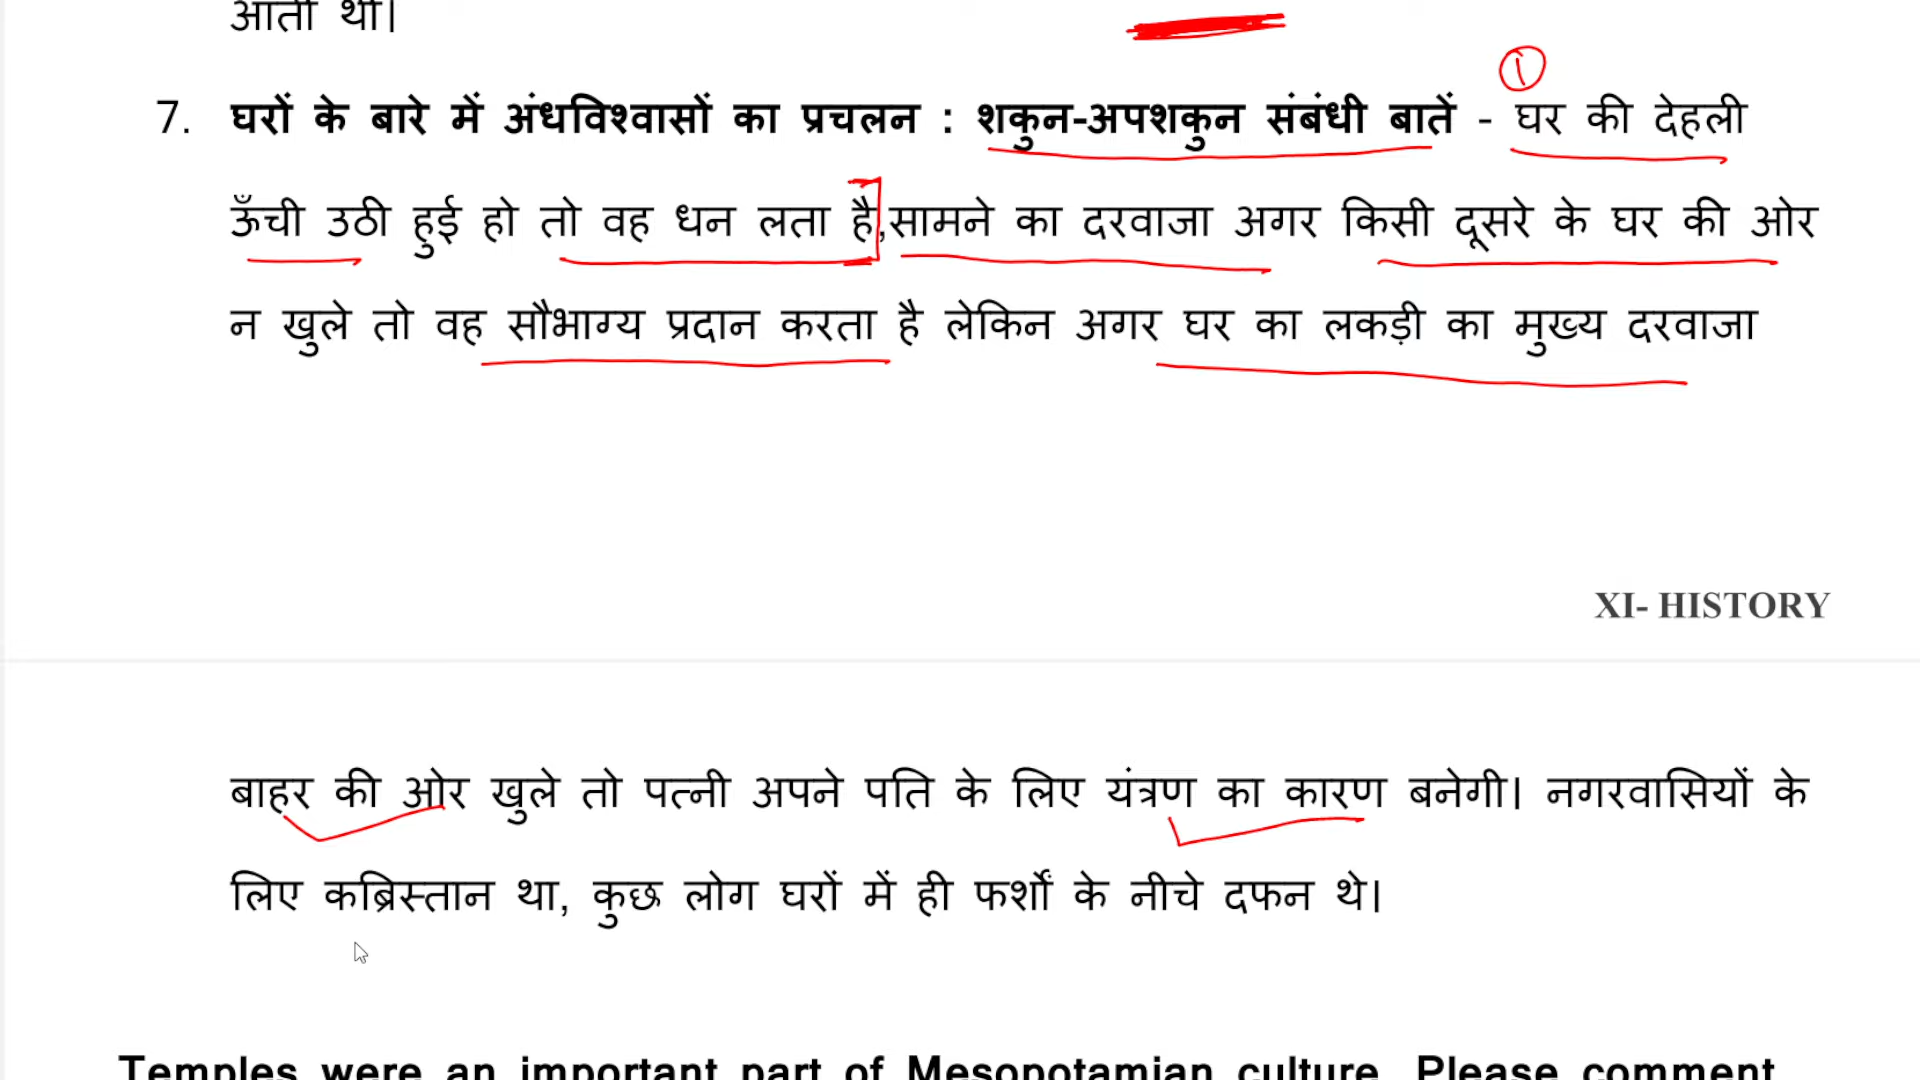 आती थी।
①
7. घरों के बारे में अंधविश्वासों का प्रचलन : शकुन-अपशकुन संबंधी बातें - घर की देहली
ऊँची उठी हुई हो तो वह धन लता है,सामने का दरवाजा अगर किसी दूसरे के घर की ओर
न खुले तो वह सौभाग्य प्रदान करता है लेकिन अगर घर का लकड़ी का मुख्य दरवाजा
XI- HISTORY
बाहर की ओर खुले तो पत्नी अपने पति के लिए यंत्रण का कारण बनेगी। नगरवासियों के
लिए कब्रिस्तान था, कुछ लोग घरों में ही फर्शों के नीचे दफन थे।
Temples were an important part of Mesopotamian culture. Please comment